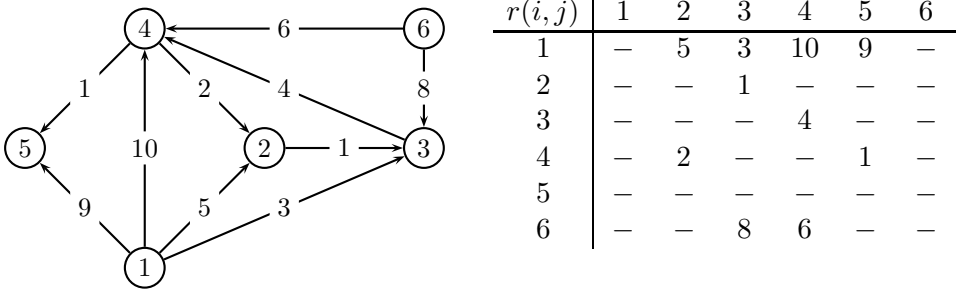 4 6 6
1 2 4 8
5 10 2 1 3
9 5 3
1
r(i, j) 1 2 3 4 5 6
1 − 5 3 10 9 −
2 − − 1 − − −
3 − − − 4 − −
4 − 2 − − 1 −
5 − − − − − −
6 − − 8 6 − −